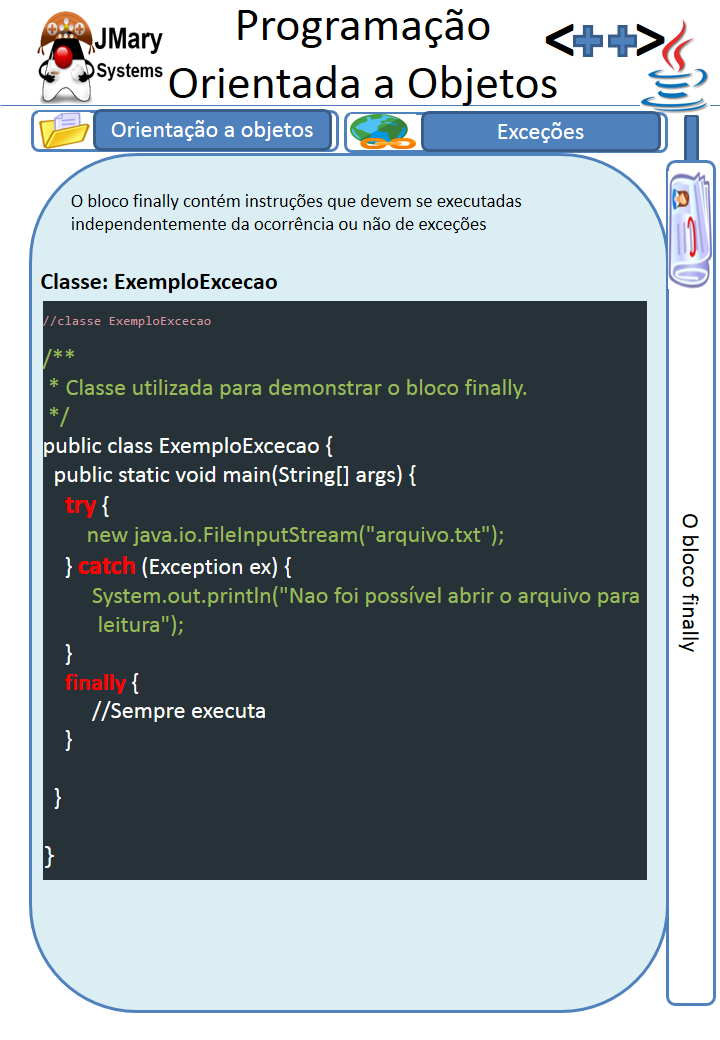 JMary
Systems
Programação
Orientada a Objetos
<++>
Orientação a objetos
Exceções
O bloco finally contém instruções que devem se executadas
independentemente da ocorrência ou não de exceções
Classe: ExemploExcecao
//classe ExemploExcecao
/**
* Classe utilizada para demonstrar o bloco finally.
*/
public class ExemploExcecao {
public static void main(String[] args) {
try {
new java.io.FileInputStream("arquivo.txt");
} catch (Exception ex) {
System.out.println("Nao foi possível abrir o arquivo para
leitura");
}
finally {
//Sempre executa
}
}
}
O bloco finally